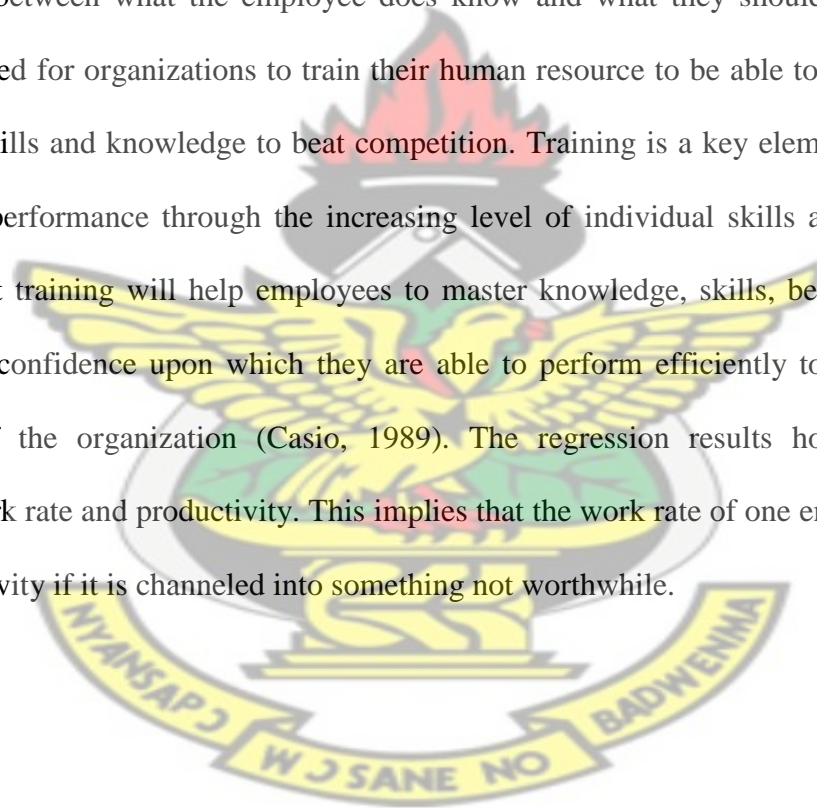 between what the employee does know and what they should
ed for organizations to train their human resource to be able to
ills and knowledge to beat competition. Training is a key elem
performance through the increasing level of individual skills a
t training will help employees to master knowledge, skills, be
confidence upon which they are able to perform efficiently to
f the organization (Casio, 1989). The regression results ho
rk rate and productivity. This implies that the work rate of one e
vity if it is channeled into something not worthwhile.
NYANSAPƆ
WƆSANE NO
BADWENMA